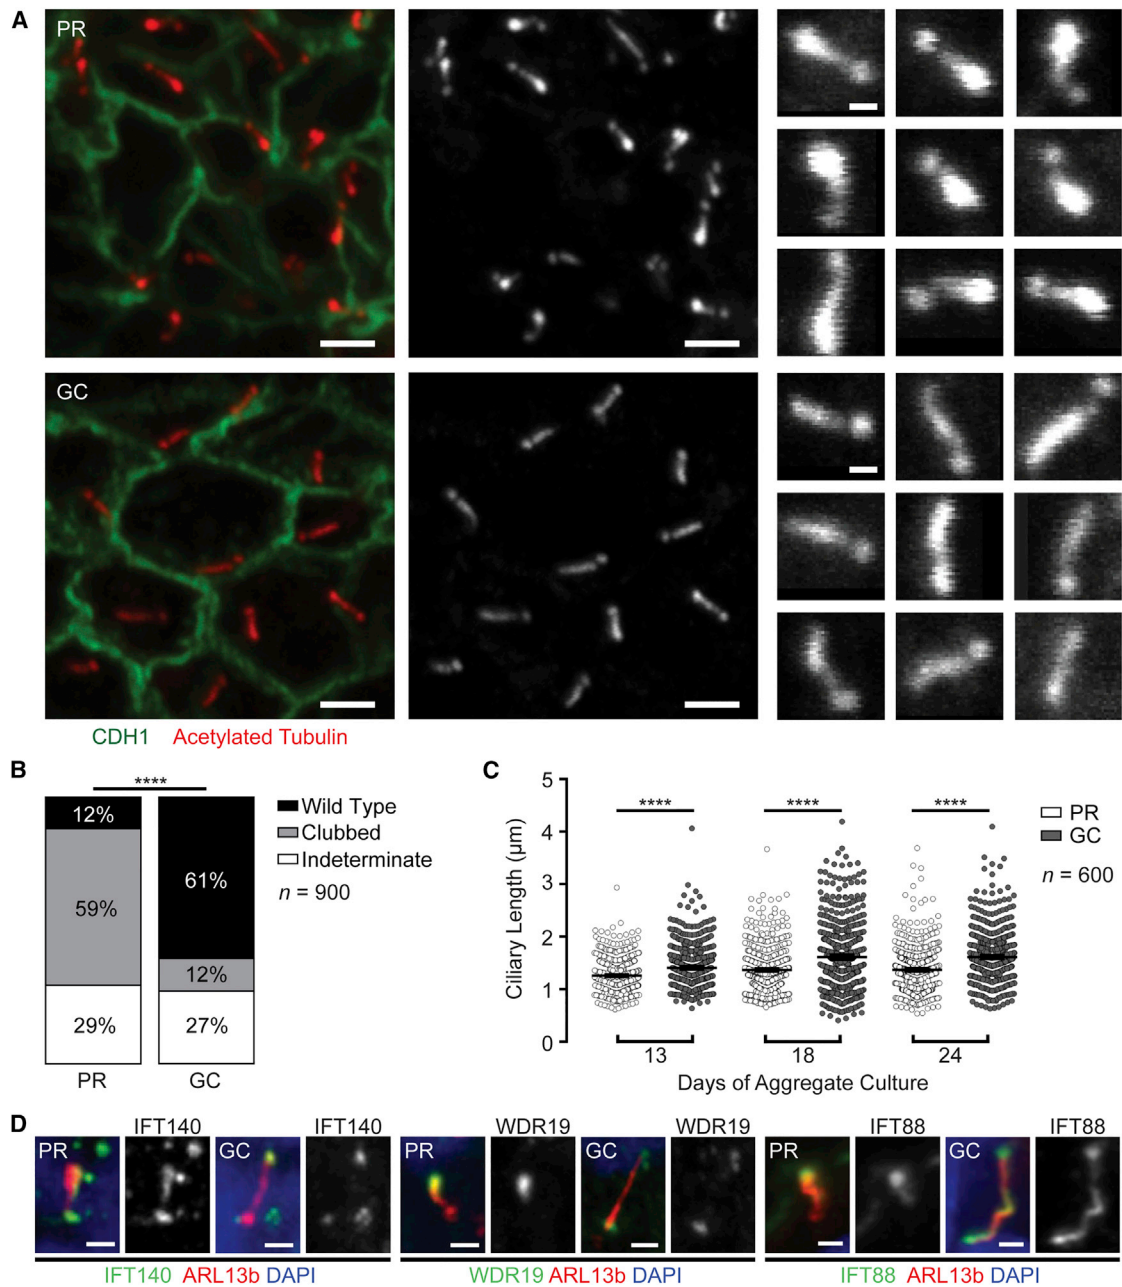 A
PR
GC
CDH1 Acetylated Tubulin
B
****
12%
59%
29%
61%
12%
27%
PR GC
Wild Type
Clubbed
Indeterminate
n = 900
C
Ciliary Length (µm)
5
4
3
2
1
0
**** **** ****
PR
GC
n = 600
13 18 24
Days of Aggregate Culture
D
IFT140 IFT140 WDR19 WDR19 IFT88 IFT88
PR GC PR GC PR GC
IFT140 ARL13b DAPI WDR19 ARL13b DAPI IFT88 ARL13b DAPI